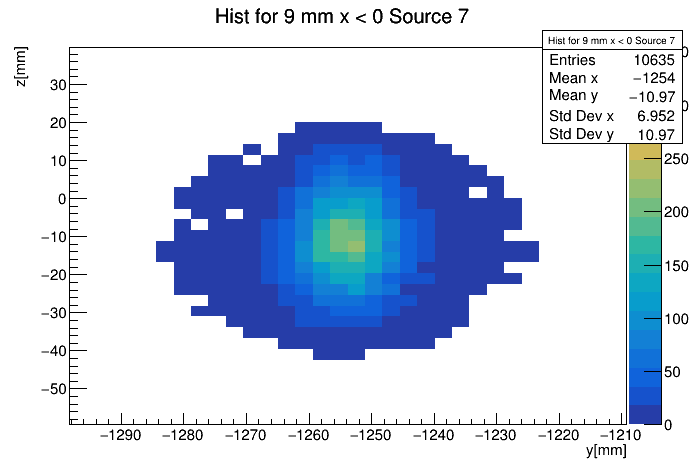 Hist for 9 mm x < 0 Source 7
z[mm]
Hist for 9 mm x < 0 Source 7
Entries 10635
Mean x −1254
Mean y −10.97
Std Dev x 6.952
Std Dev y 10.97
30
20
10
0
−10
−20
−30
−40
−50
−1290 −1280 −1270 −1260 −1250 −1240 −1230 −1220 −1210
y[mm]
250
200
150
100
50
0